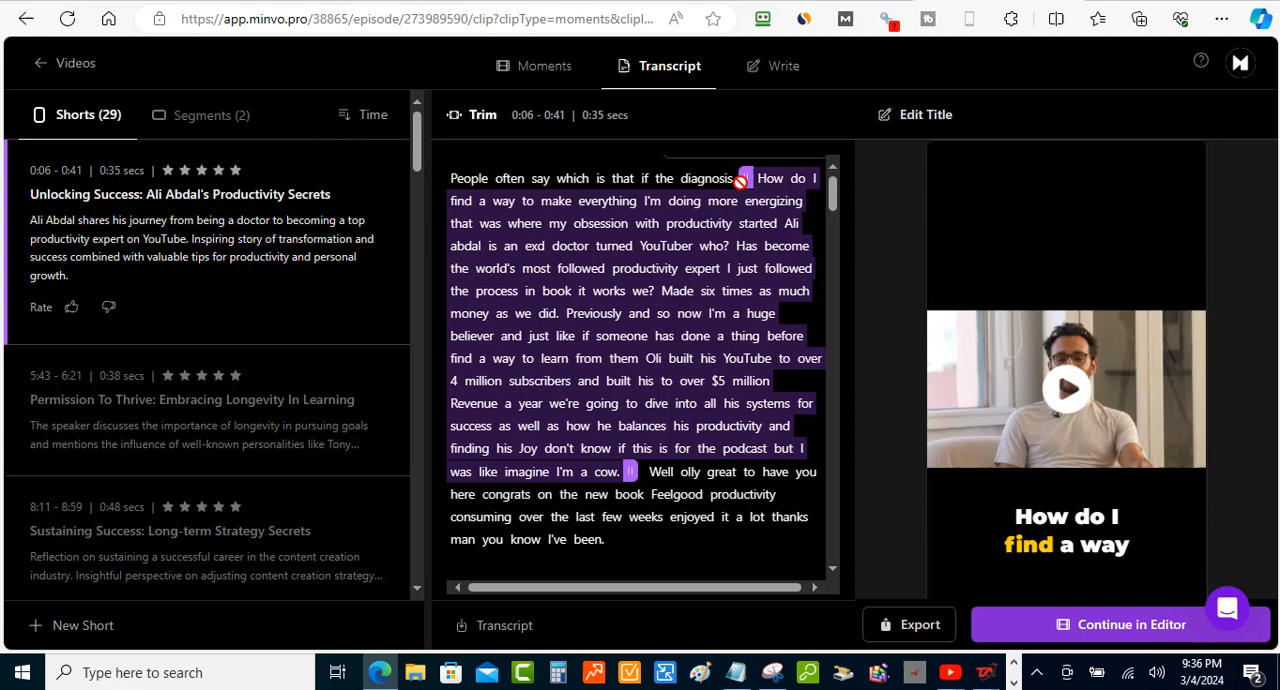 https://app.minvo.pro/38865/episode/273989590/clip?clipType=moments&clipl...
Videos
Moments
Transcript
Write
Shorts (29)
Segments (2)
Time
Trim
0:06 - 0:41 | 0:35 secs
Edit Title
0:06 - 0:41 | 0:35 secs
Unlocking Success: Ali Abdal's Productivity Secrets
Ali Abdal shares his journey from being a doctor to becoming a top
productivity expert on YouTube. Inspiring story of transformation and
success combined with valuable tips for productivity and personal
growth.
Rate
5:43 - 6:21 | 0:38 secs
Permission To Thrive: Embracing Longevity In Learning
The speaker discusses the importance of longevity in pursuing goals
and mentions the influence of well-known personalities like Tony...
8:11 - 8:59 | 0:48 secs
Sustaining Success: Long-term Strategy Secrets
Reflection on sustaining a successful career in the content creation
industry. Insightful perspective on adjusting content creation strategy...
New Short
People often say which is that if the diagnosis How do I
find a way to make everything I'm doing more energizing
that was where my obsession with productivity started Ali
abdal is an exd doctor turned YouTuber who? Has become
the world's most followed productivity expert I just followed
the process in book it works we? Made six times as much
money as we did. Previously and so now I'm a huge
believer and just like if someone has done a thing before
find a way to learn from them Oli built his YouTube to over
4 million subscribers and built his to over $5 million
Revenue a year we're going to dive into all his systems for
success as well as how he balances his productivity and
finding his Joy don't know if this is for the podcast but I
was like imagine I'm a cow. Well olly great to have you
here congrats on the new book Feelgood productivity
consuming over the last few weeks enjoyed it a lot thanks
man you know I've been.
Transcript
How do I
find a way
Export
Continue in Editor
Type here to search
9:36 PM
3/4/2024
2